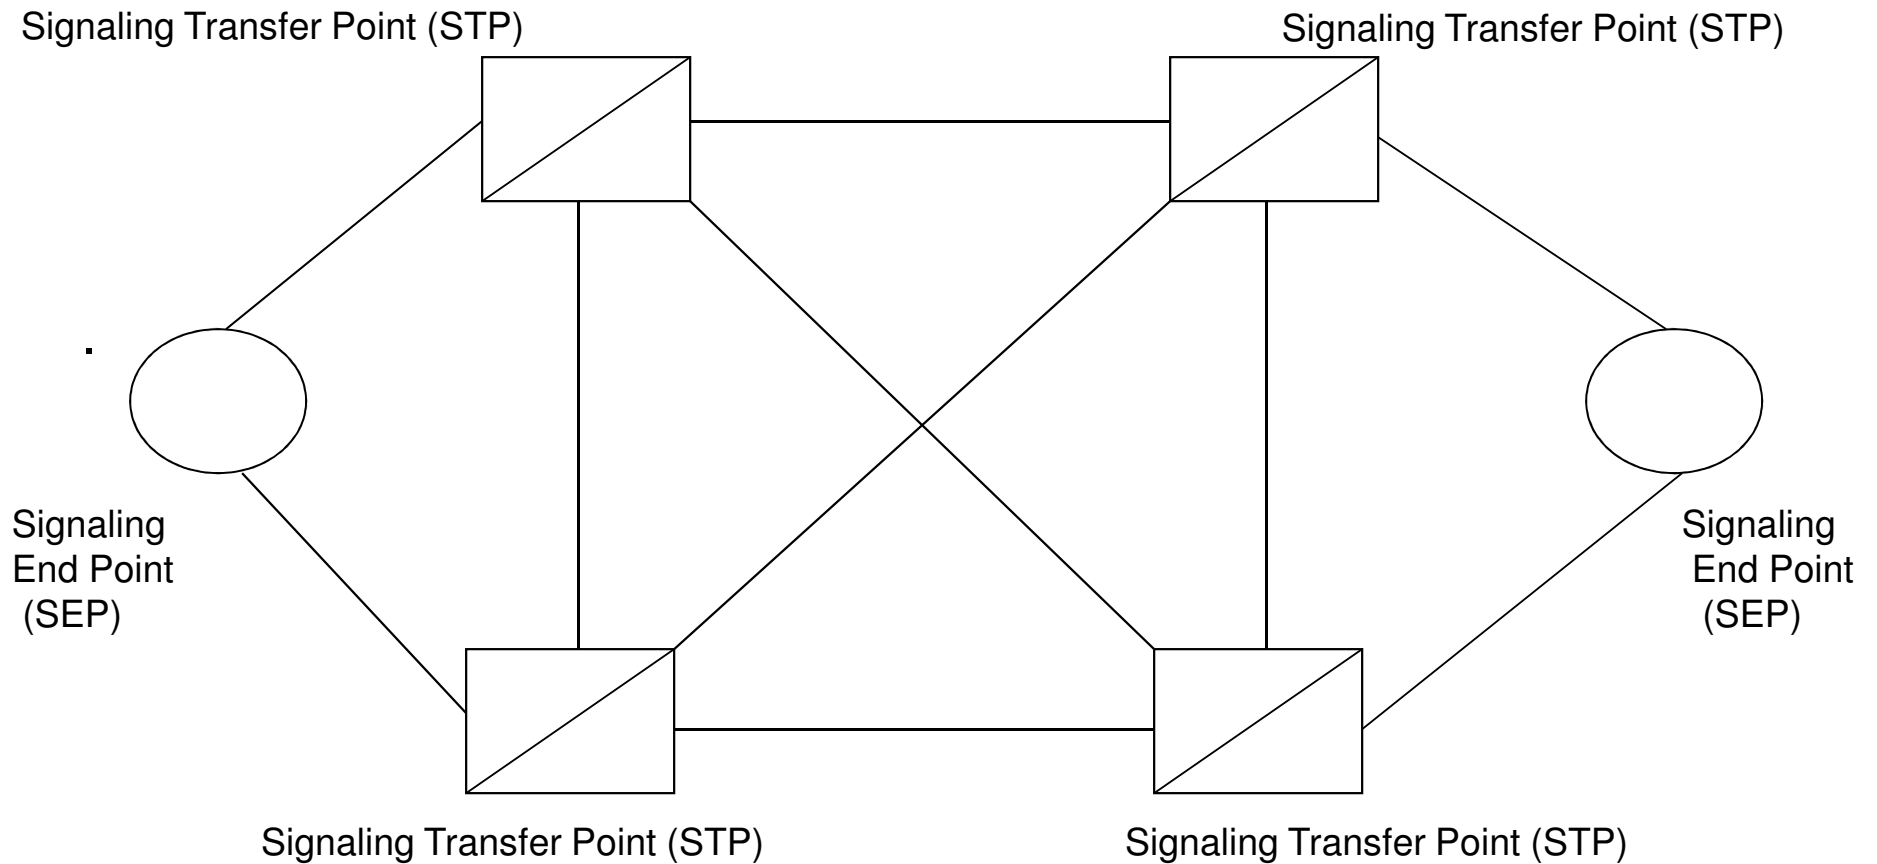 Signaling Transfer Point (STP)
Signaling Transfer Point (STP)
Signaling
End Point
(SEP)
Signaling
End Point
(SEP)
Signaling Transfer Point (STP)
Signaling Transfer Point (STP)